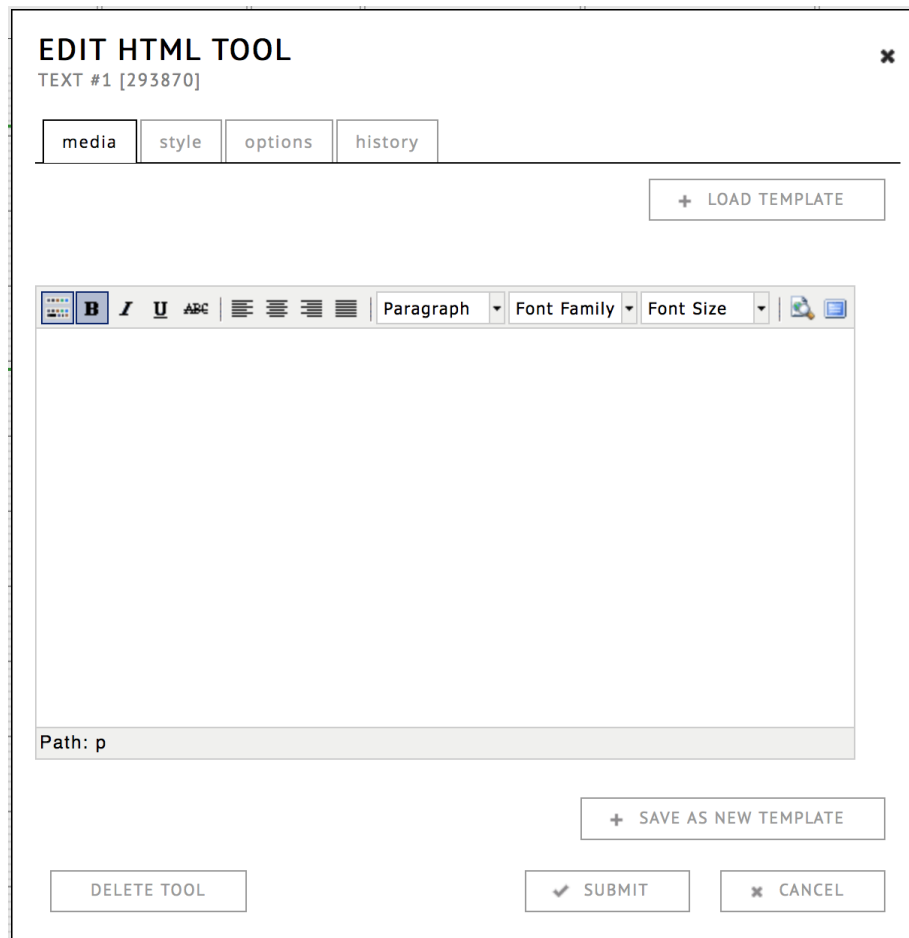 EDIT HTML TOOL
TEXT #1 [293870]
media style options history
LOAD TEMPLATE
B I U ABC Paragraph Font Family Font Size
Path: p
SAVE AS NEW TEMPLATE
DELETE TOOL SUBMIT CANCEL